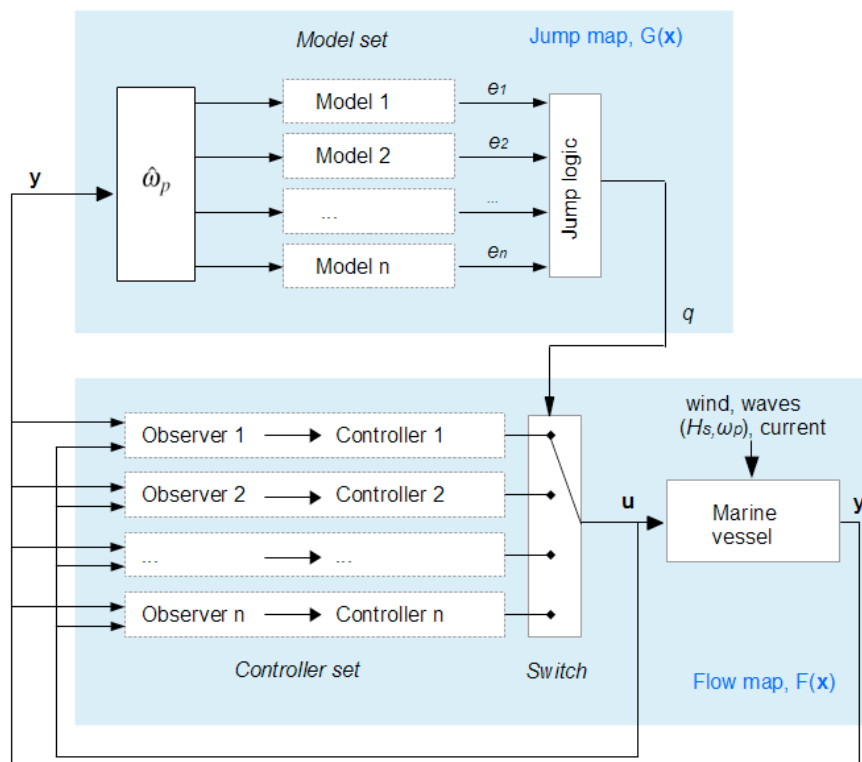 Model set
Jump map, G(x)
Model 1
e1
Model 2
e2
y
ω̂p
...
...
Jump logic
Model n
en
q
wind, waves
(Hs,ωp), current
Observer 1
Controller 1
Observer 2
Controller 2
u
Marine
vessel
y
...
...
Observer n
Controller n
Controller set
Switch
Flow map, F(x)